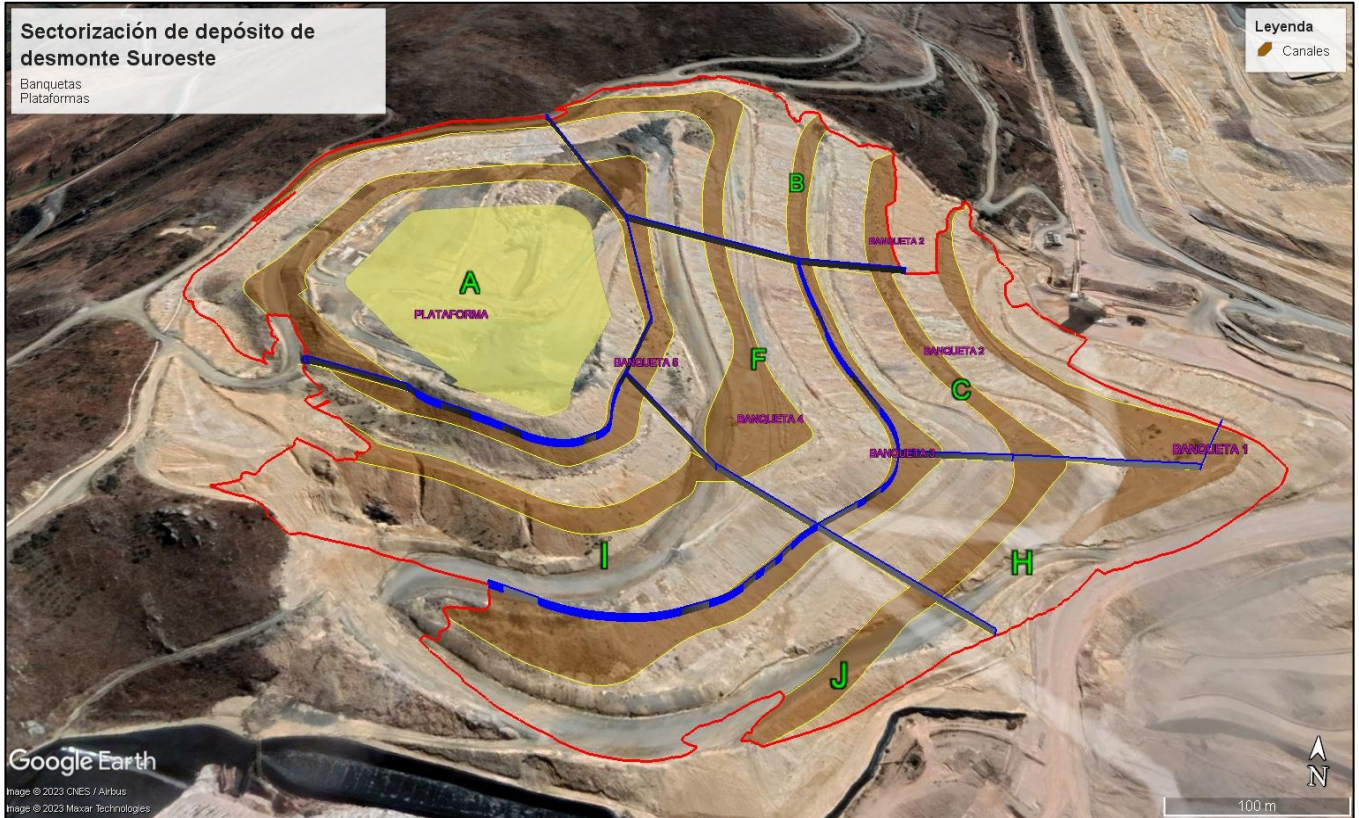 Sectorización de depósito de
desmonte Suroeste
Banquetas
Plataformas
Leyenda
Canales
B
BANQUETA 2
A
PLATAFORMA
BANQUETA 2
BANQUETA 5
F
C
BANQUETA 4
BANQUETA 3
BANQUETA 1
I
H
J
Google Earth
Image © 2023 CNES / Airbus
Image © 2023 Maxar Technologies
N
100 m